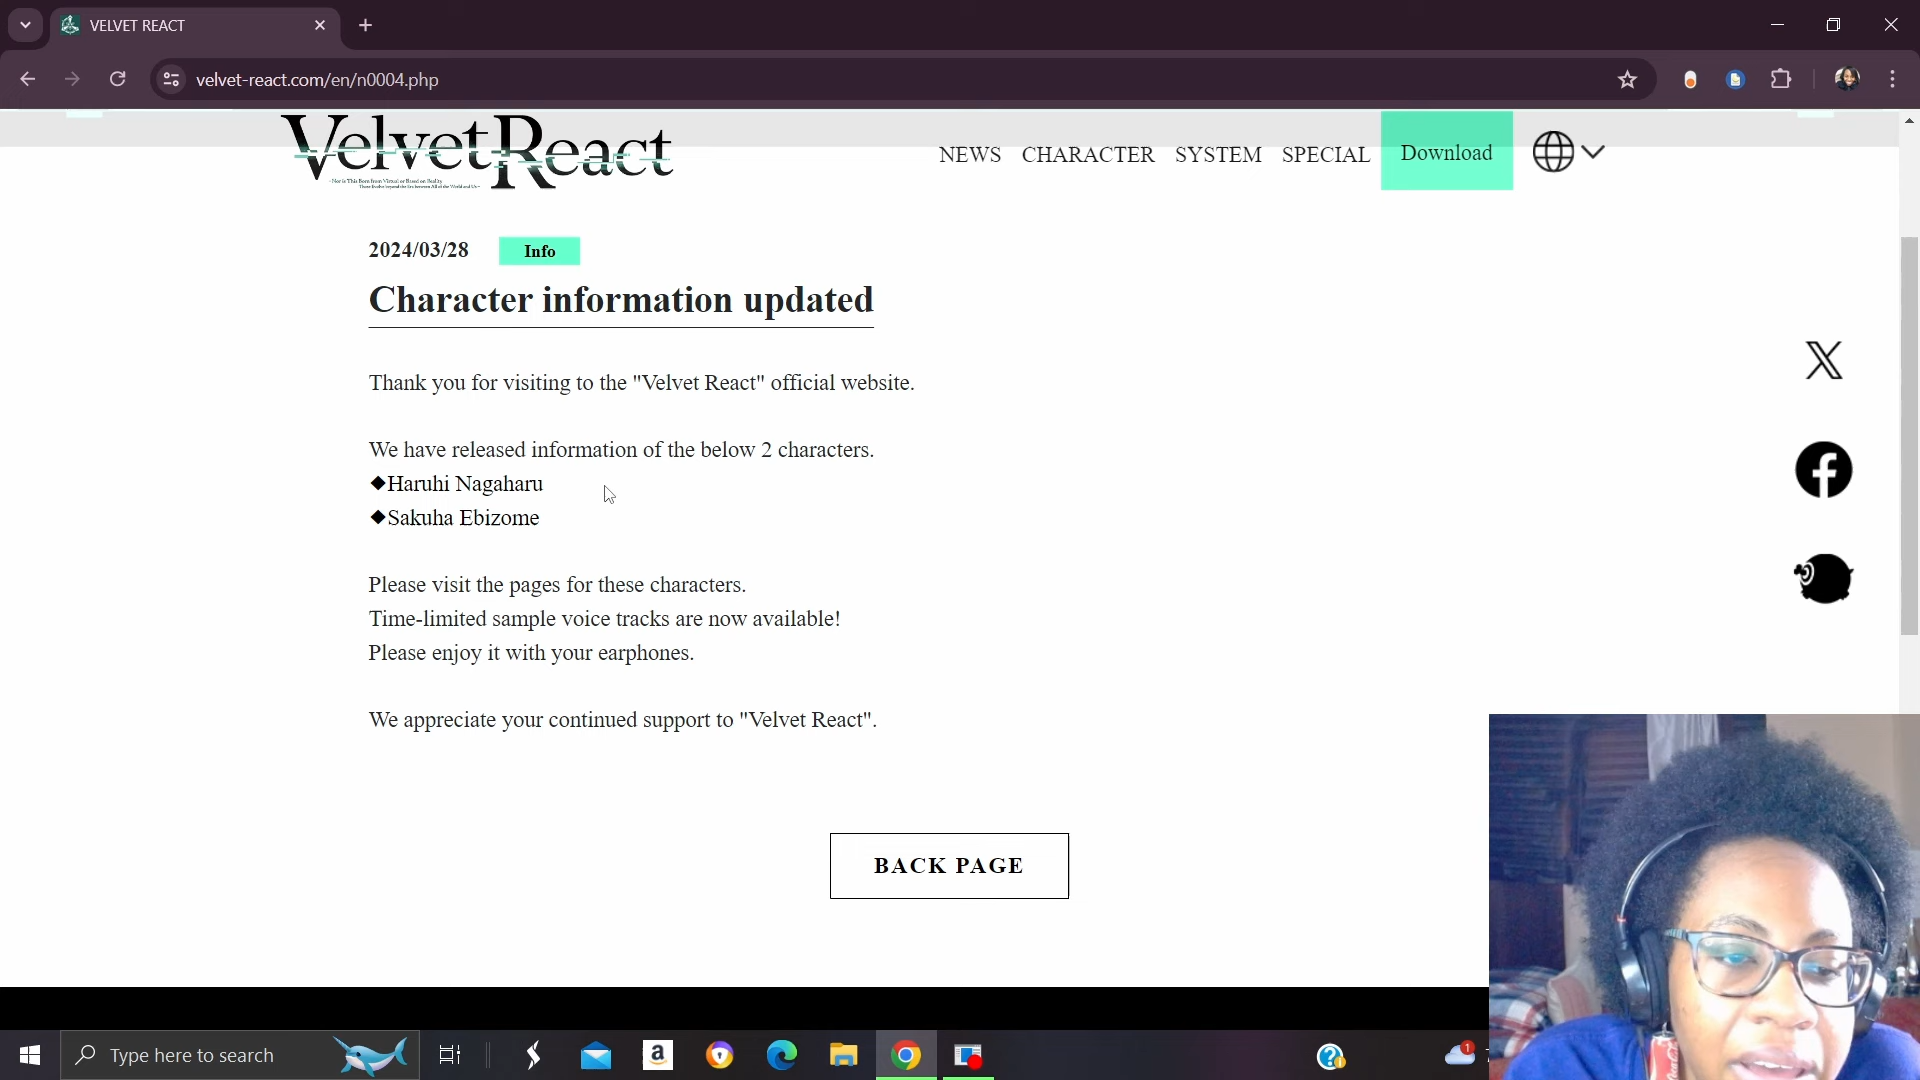 VELVET REACT
velvet-react.com/en/n0004.php
VelvetReact
NEWS CHARACTER SYSTEM SPECIAL Download
2024/03/28 Info
Character information updated
Thank you for visiting to the "Velvet React" official website.
We have released information of the below 2 characters.
◆Haruhi Nagaharu
◆Sakuha Ebizome
Please visit the pages for these characters.
Time-limited sample voice tracks are now available!
Please enjoy it with your earphones.
We appreciate your continued support to "Velvet React".
BACK PAGE
Type here to search
1